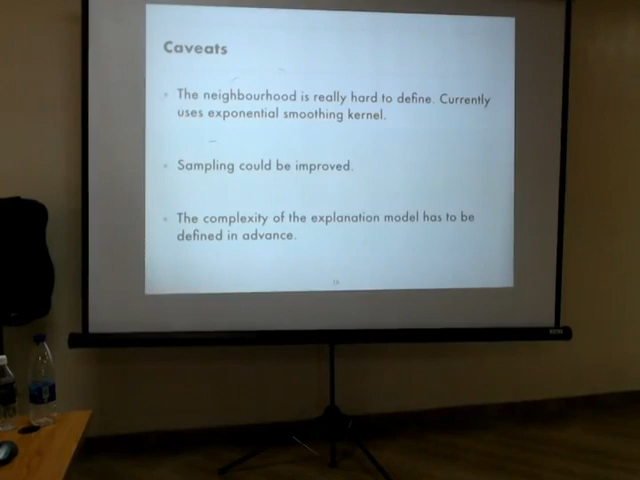 Caveats
The neighbourhood is really hard to define. Currently
uses exponential smoothing kernel.
Sampling could be improved.
The complexity of the explanation model has to be
defined in advance.